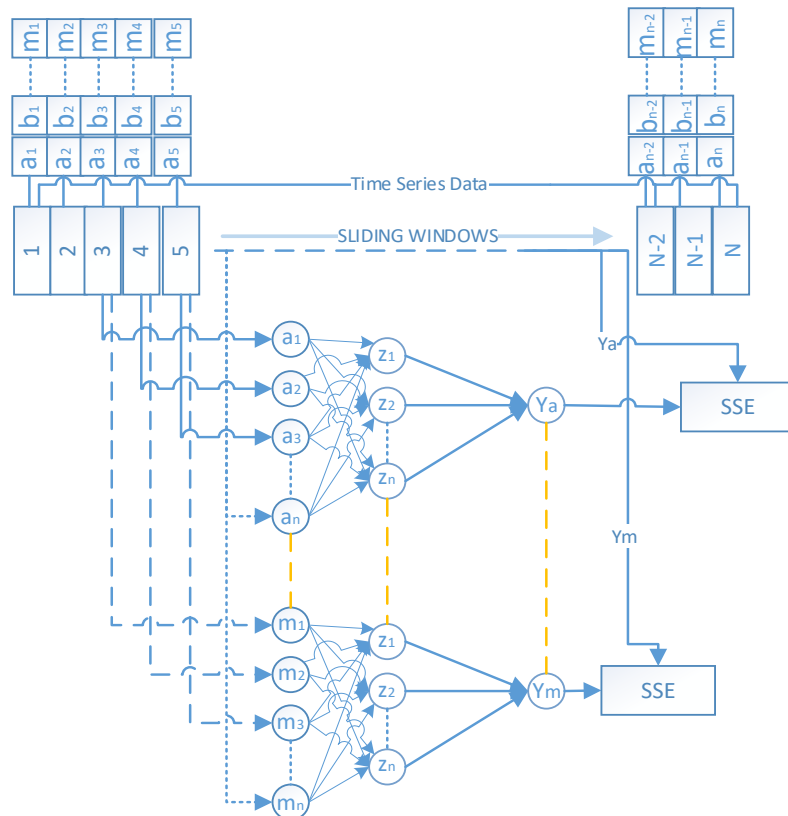 m1 m2 m3 m4 m5 mn-2 mn-1 mn
b1 b2 b3 b4 b5 bn-2 bn-1 bn
a1 a2 a3 a4 a5 an-2 an-1 an
Time Series Data
1 2 3 4 5 N-2 N-1 N
SLIDING WINDOWS
a1
z1
Ya
a2
z2
Ya
SSE
a3
zn
an
Ym
m1
z1
m2
z2
Ym
SSE
m3
zn
mn